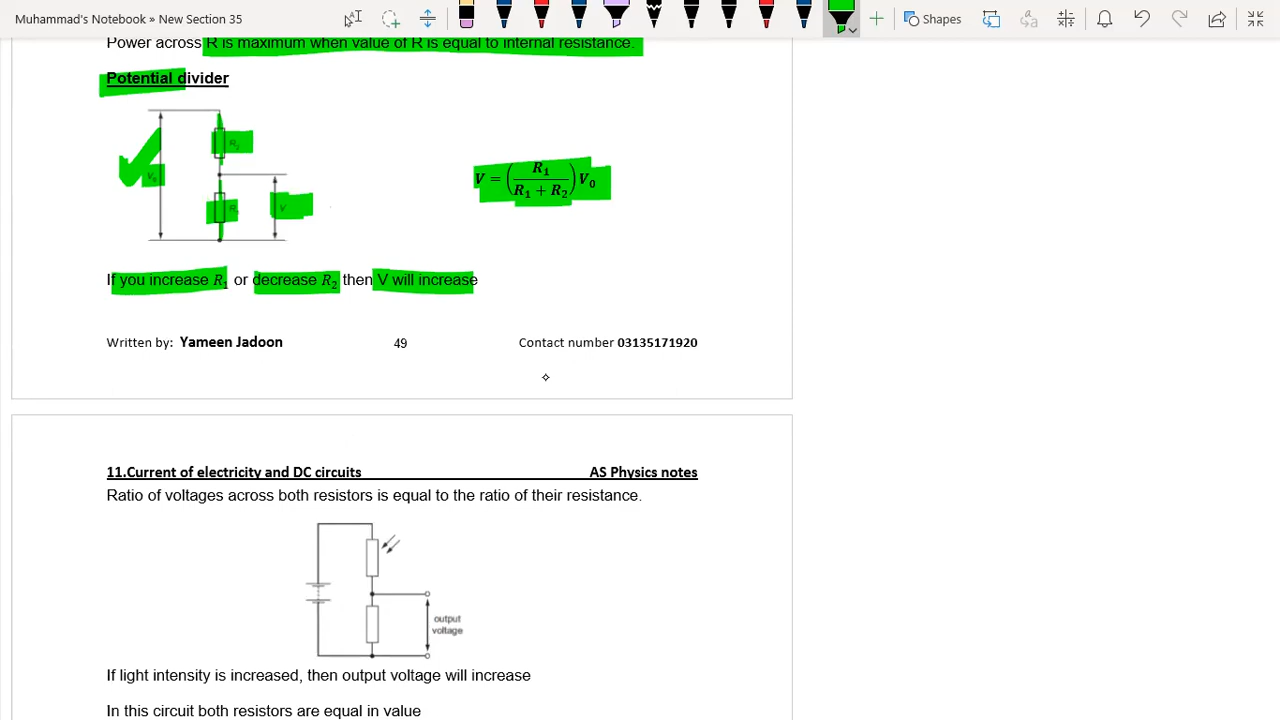 Muhammad's Notebook » New Section 35
Shapes
Power across R is maximum when value of R is equal to internal resistance.
Potential divider
R₂
V₀
R₁
V
V = (R₁ / (R₁ + R₂)) V₀
If you increase R₁ or decrease R₂ then V will increase
Written by: Yameen Jadoon 49 Contact number 03135171920
11.Current of electricity and DC circuits AS Physics notes
Ratio of voltages across both resistors is equal to the ratio of their resistance.
output
voltage
If light intensity is increased, then output voltage will increase
In this circuit both resistors are equal in value